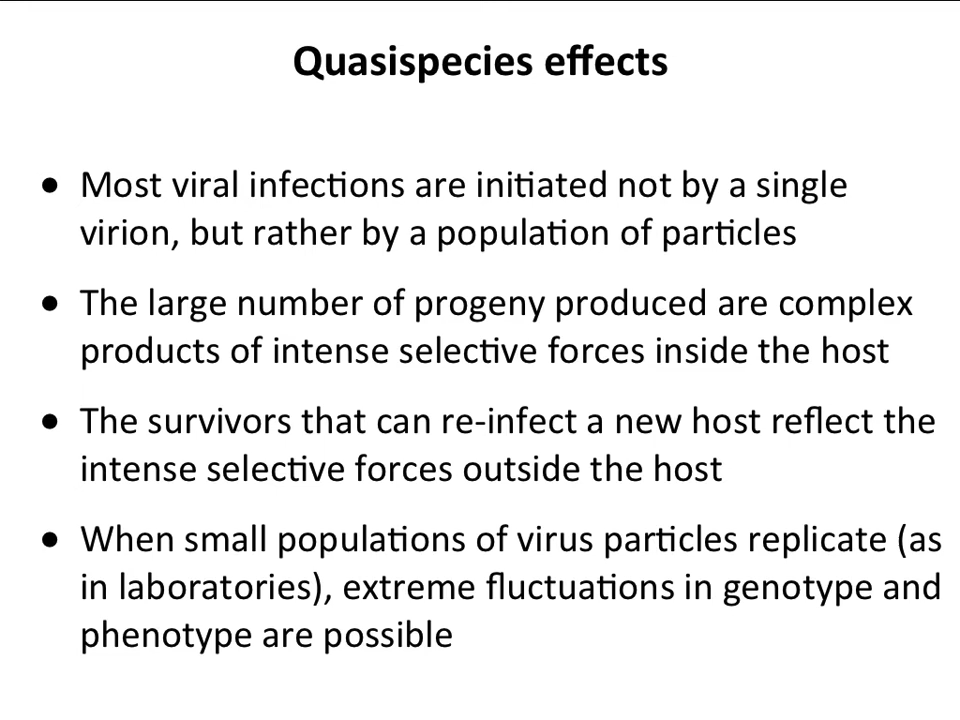 Quasispecies effects
• Most viral infections are initiated not by a single
virion, but rather by a population of particles
• The large number of progeny produced are complex
products of intense selective forces inside the host
• The survivors that can re-infect a new host reflect the
intense selective forces outside the host
• When small populations of virus particles replicate (as
in laboratories), extreme fluctuations in genotype and
phenotype are possible